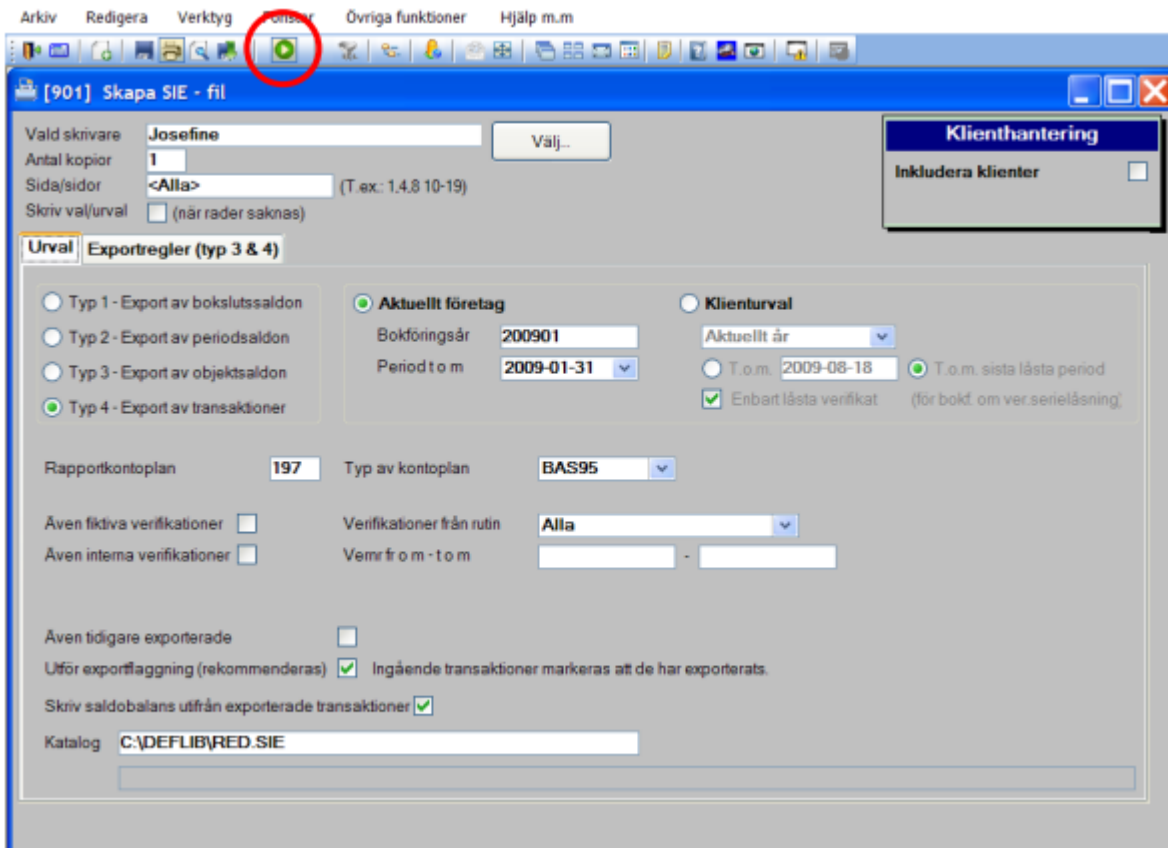 Arkiv Redigera Verktyg Fönster Övriga funktioner Hjälp m.m
[901] Skapa SIE - fil
Vald skrivare Josefine Välj...
Antal kopior 1
Sida/sidor <Alla> (T.ex.: 1,4,8 10-19)
Skriv val/urval (när rader saknas)
Klienthantering
Inkludera klienter
Urval Exportregler (typ 3 & 4)
Typ 1 - Export av bokslutssaldon
Typ 2 - Export av periodsaldon
Typ 3 - Export av objektsaldon
Typ 4 - Export av transaktioner
Aktuellt företag
Bokföringsår 200901
Period t o m 2009-01-31
Klienturval
Aktuellt år
T.o.m. 2009-08-18 T.o.m. sista låsta period
Enbart låsta verifikat (för bokf. om ver.serielåsning)
Rapportkontoplan 197 Typ av kontoplan BAS95
Även fiktiva verifikationer Verifikationer från rutin Alla
Även interna verifikationer Vernr fr o m - t o m -
Även tidigare exporterade
Utför exportflaggning (rekommenderas) Ingående transaktioner markeras att de har exporterats.
Skriv saldobalans utifrån exporterade transaktioner
Katalog C:\DEFLIB\RED.SIE